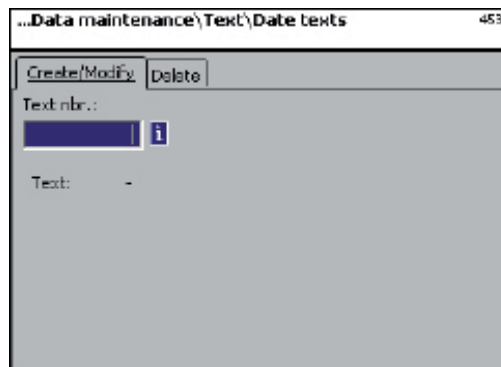 ...Data maintenance\Text\Date texts 453
Create/Modify Delete
Text nbr.:
i
Text: -